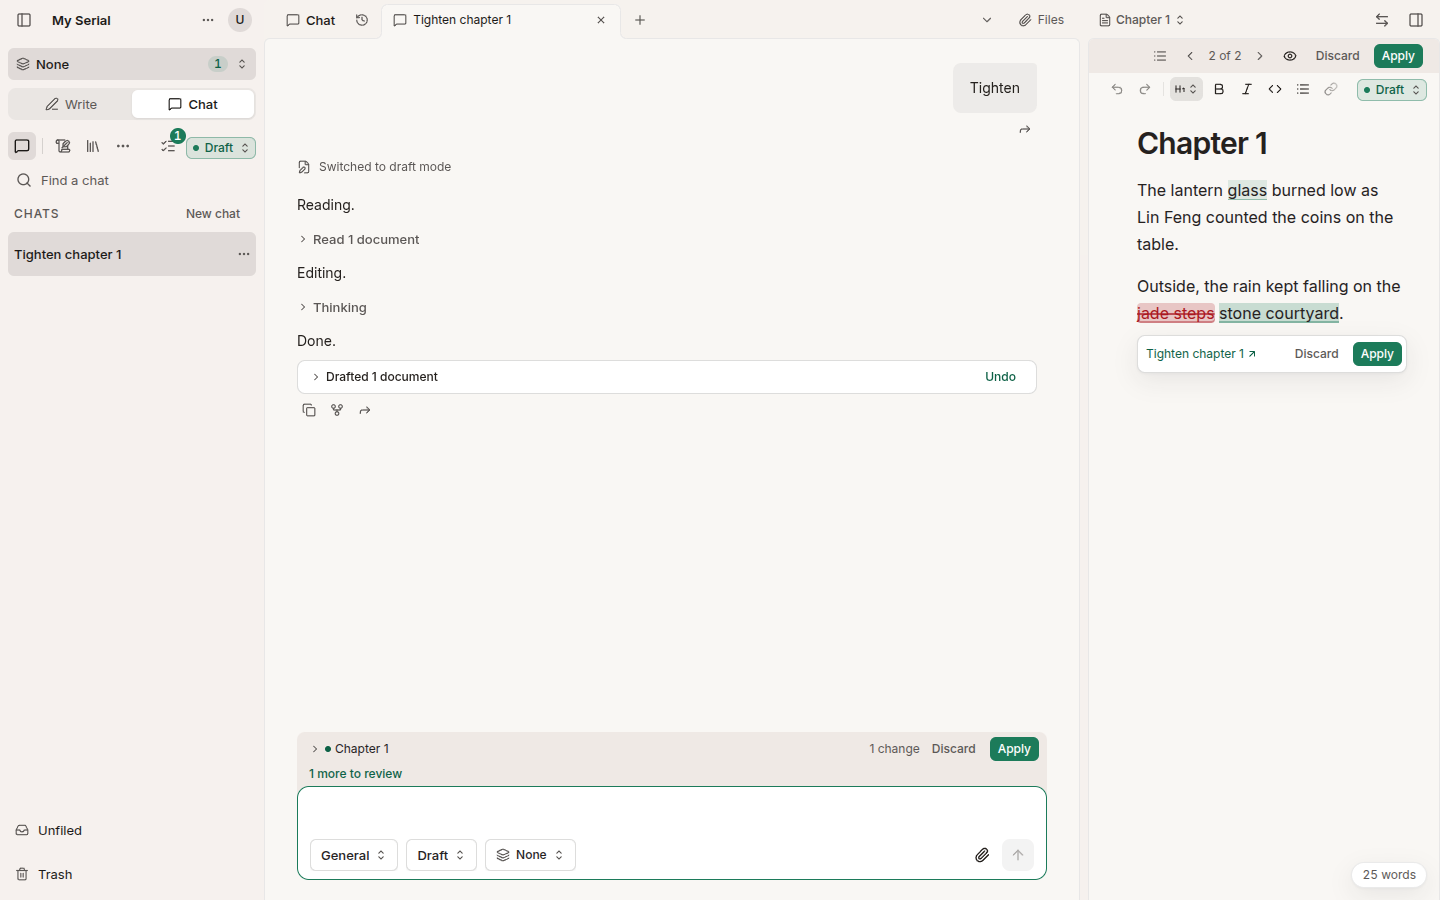 My Serial
U
None
1
Write
Chat
1
Draft
Find a chat
CHATS
New chat
Tighten chapter 1
Unfiled
Trash
Chat
Tighten chapter 1
Files
Tighten
Switched to draft mode
Reading.
Read 1 document
Editing.
Thinking
Done.
Drafted 1 document
Undo
Chapter 1
1 change
Discard
Apply
1 more to review
General
Draft
None
Chapter 1
2 of 2
Discard
Apply
H1
B
I
Draft
Chapter 1
The lantern glass burned low as
Lin Feng counted the coins on the
table.
Outside, the rain kept falling on the
jade steps stone courtyard.
Tighten chapter 1
Discard
Apply
25 words